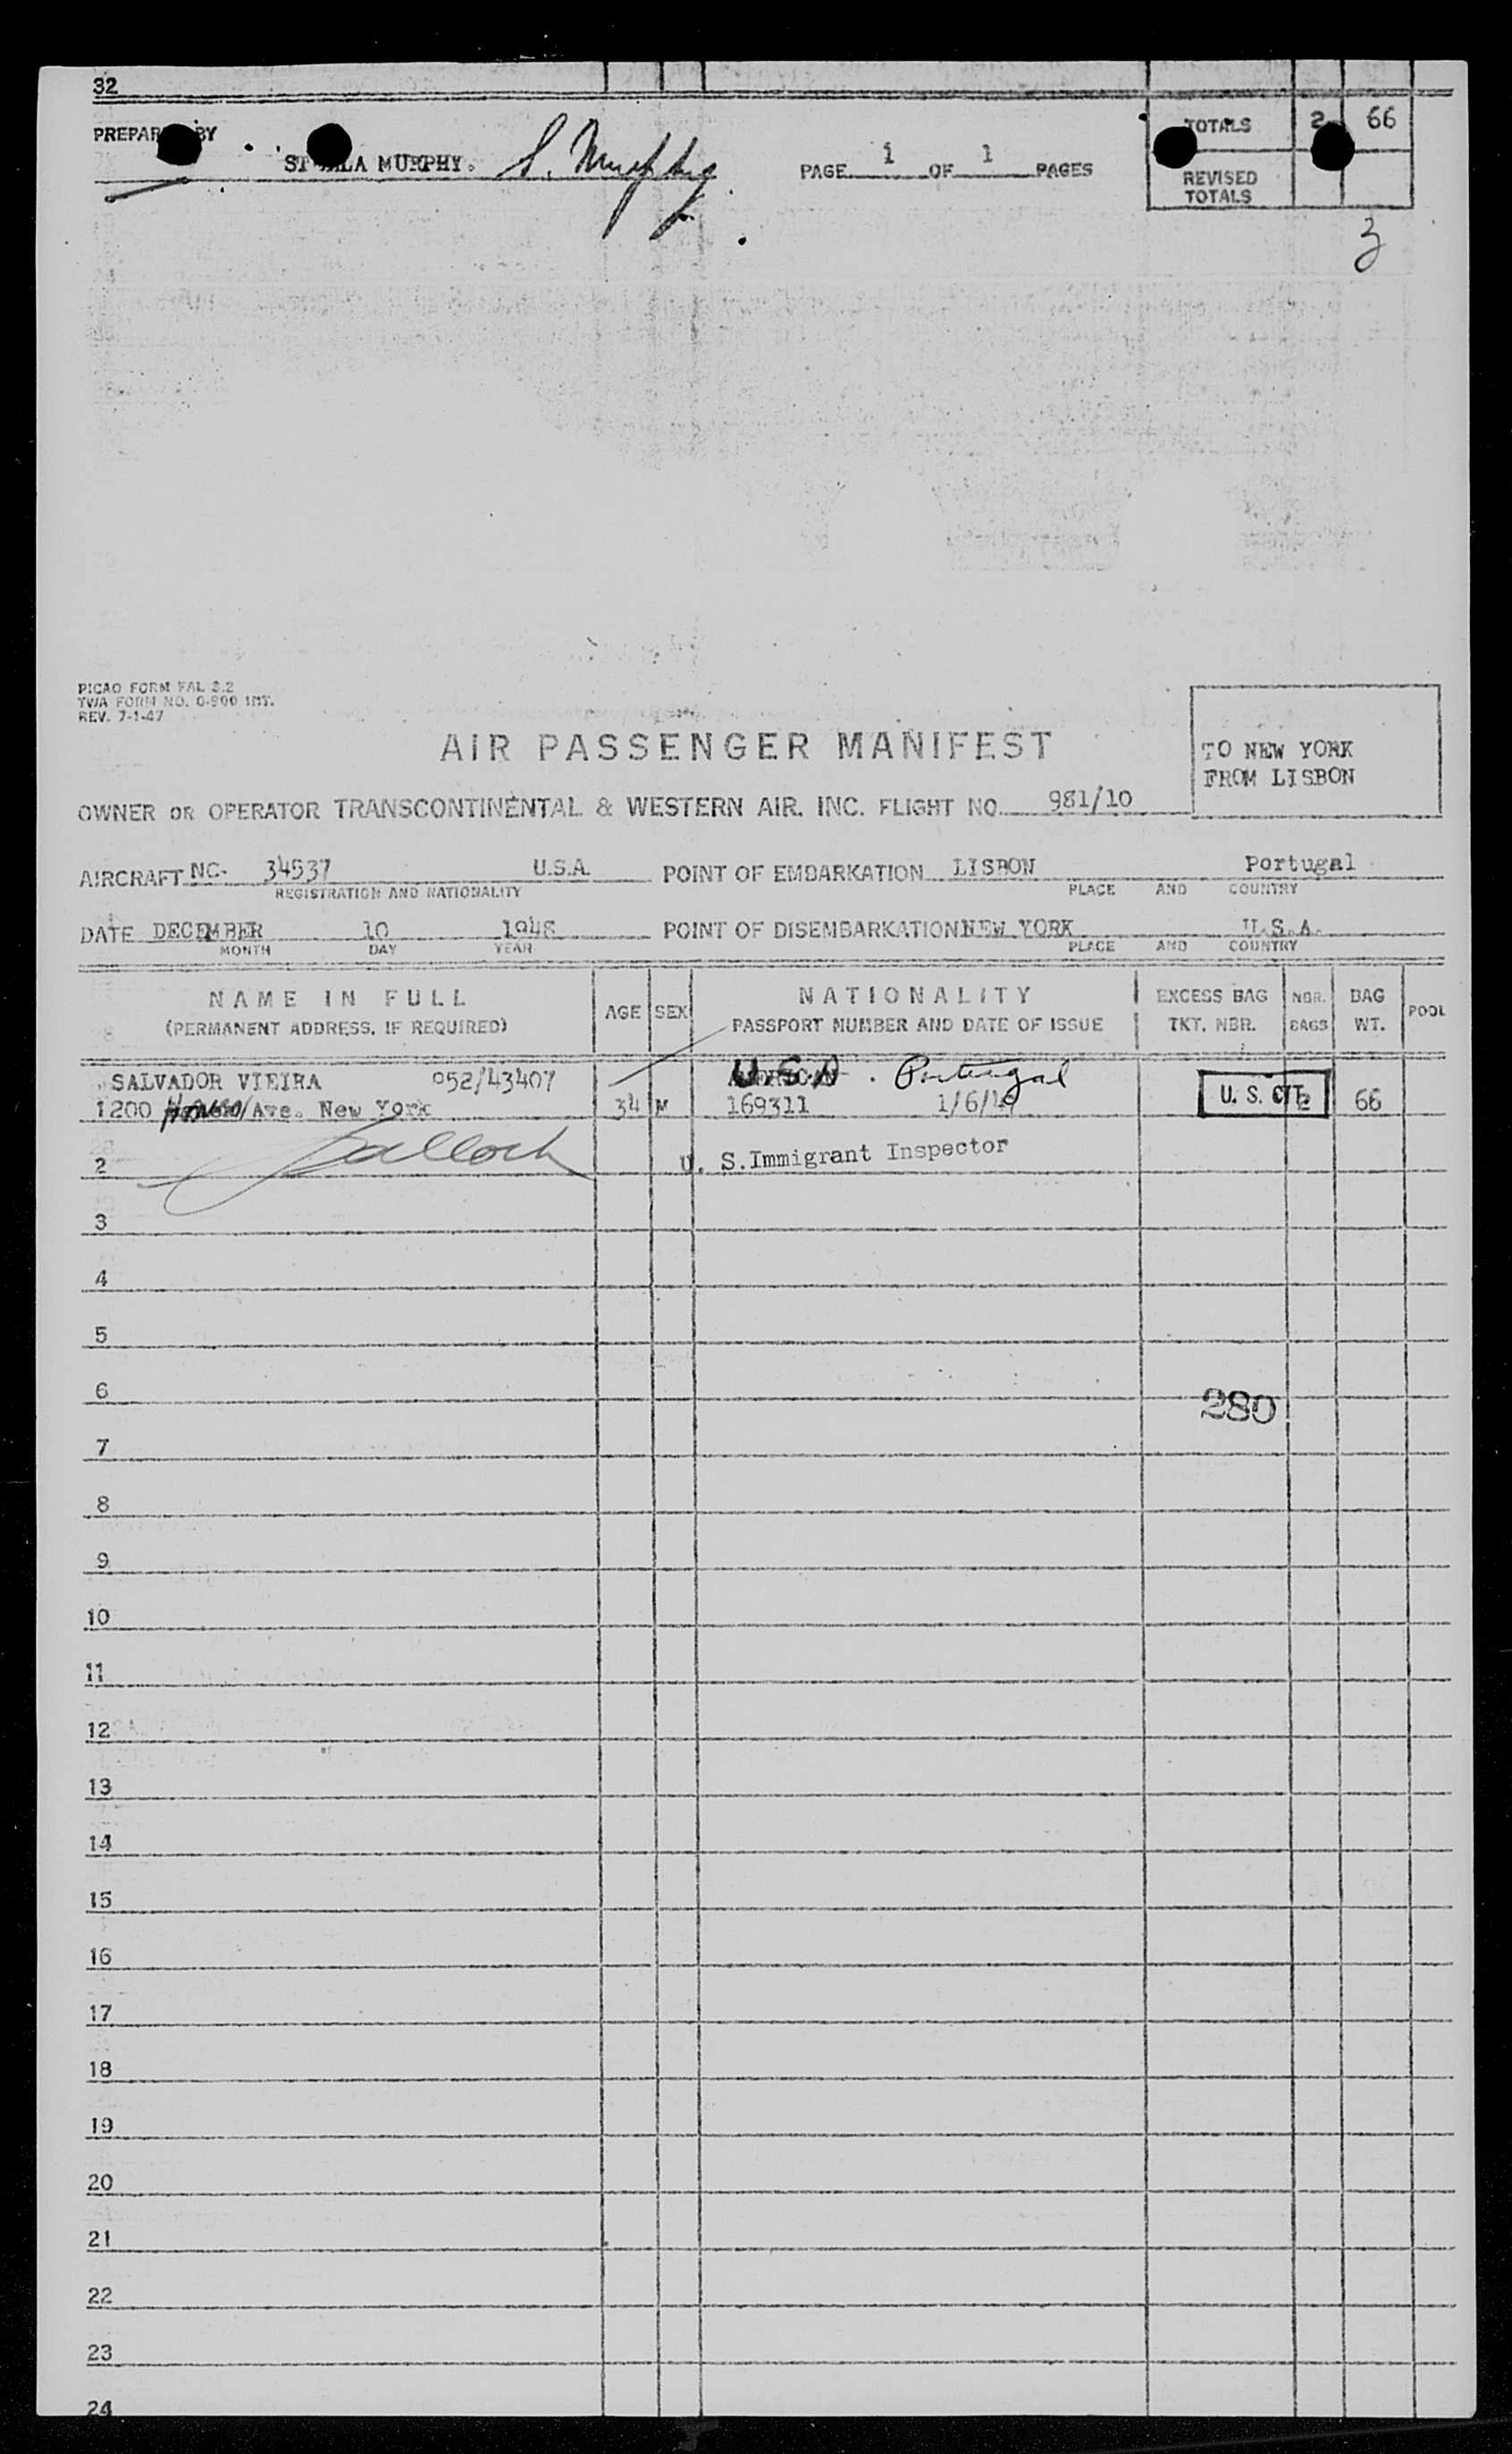 32
PREPARED BY
MURPHY. S. Murphy
PAGE 1 OF 1 PAGES
TOTALS 2 66
REVISED
TOTALS
3
PICAO FORM FAL 3.2
TWA FORM NO. 0-900 INT.
REV. 7-1-47
AIR PASSENGER MANIFEST
TO NEW YORK
FROM LISBON
OWNER OR OPERATOR TRANSCONTINENTAL & WESTERN AIR. INC. FLIGHT NO. 981/10
AIRCRAFT NC- 34537 U.S.A. POINT OF EMBARKATION LISBON Portugal
REGISTRATION AND NATIONALITY PLACE AND COUNTRY
DATE DECEMBER 10 1948 POINT OF DISEMBARKATION NEW YORK U.S.A.
MONTH DAY YEAR PLACE AND COUNTRY
NAME IN FULL AGE SEX NATIONALITY EXCESS BAG NBR. BAG POOL
(PERMANENT ADDRESS, IF REQUIRED) PASSPORT NUMBER AND DATE OF ISSUE TKT. NBR. BAGS WT.
SALVADOR VIEIRA 052/43407 U.S.A. Portugal
1200 Ave. New York 34 M 169311 U.S. CIT. 2 66
2 U. S. Immigrant Inspector
3
4
5
6 280
7
8
9
10
11
12
13
14
15
16
17
18
19
20
21
22
23
24